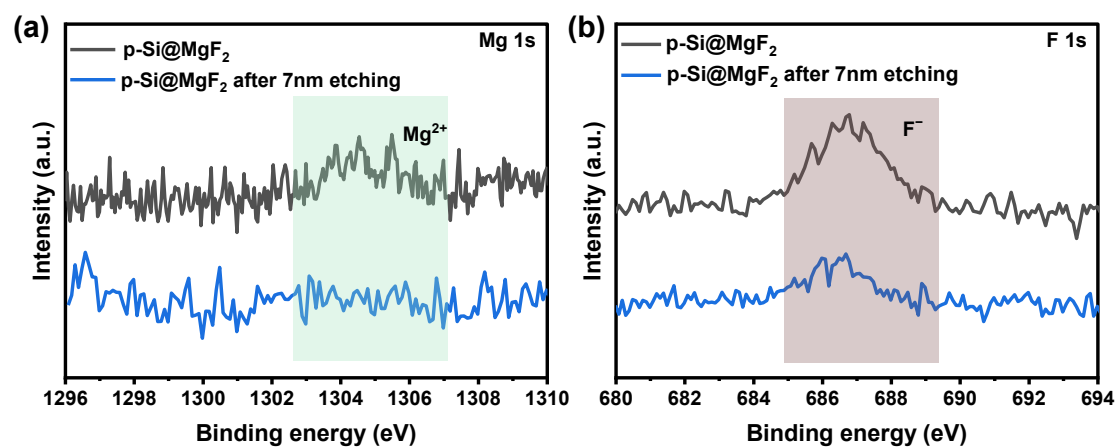 (a)
p-Si@MgF₂
p-Si@MgF₂ after 7nm etching
Mg 1s
Mg²⁺
Intensity (a.u.)
1296 1298 1300 1302 1304 1306 1308 1310
Binding energy (eV)
(b)
p-Si@MgF₂
p-Si@MgF₂ after 7nm etching
F 1s
F⁻
Intensity (a.u.)
680 682 684 686 688 690 692 694
Binding energy (eV)